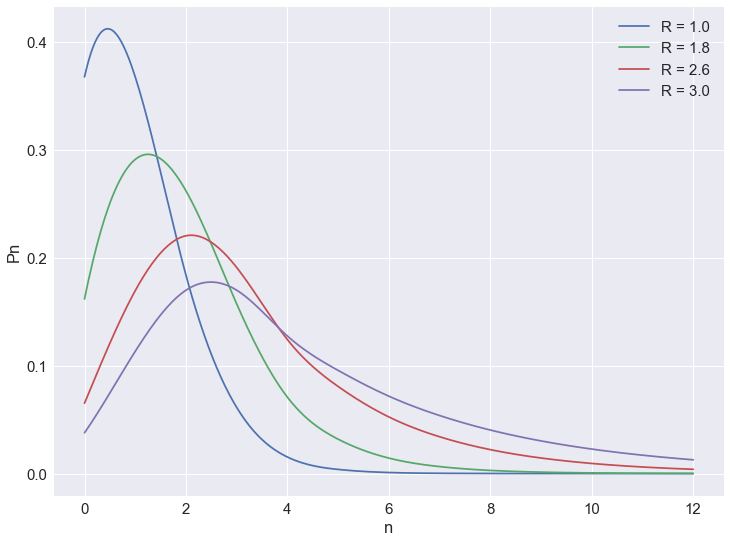 R = 1.0
R = 1.8
R = 2.6
R = 3.0
0.4
0.3
0.2
0.1
0.0
Pn
0 2 4 6 8 10 12
n